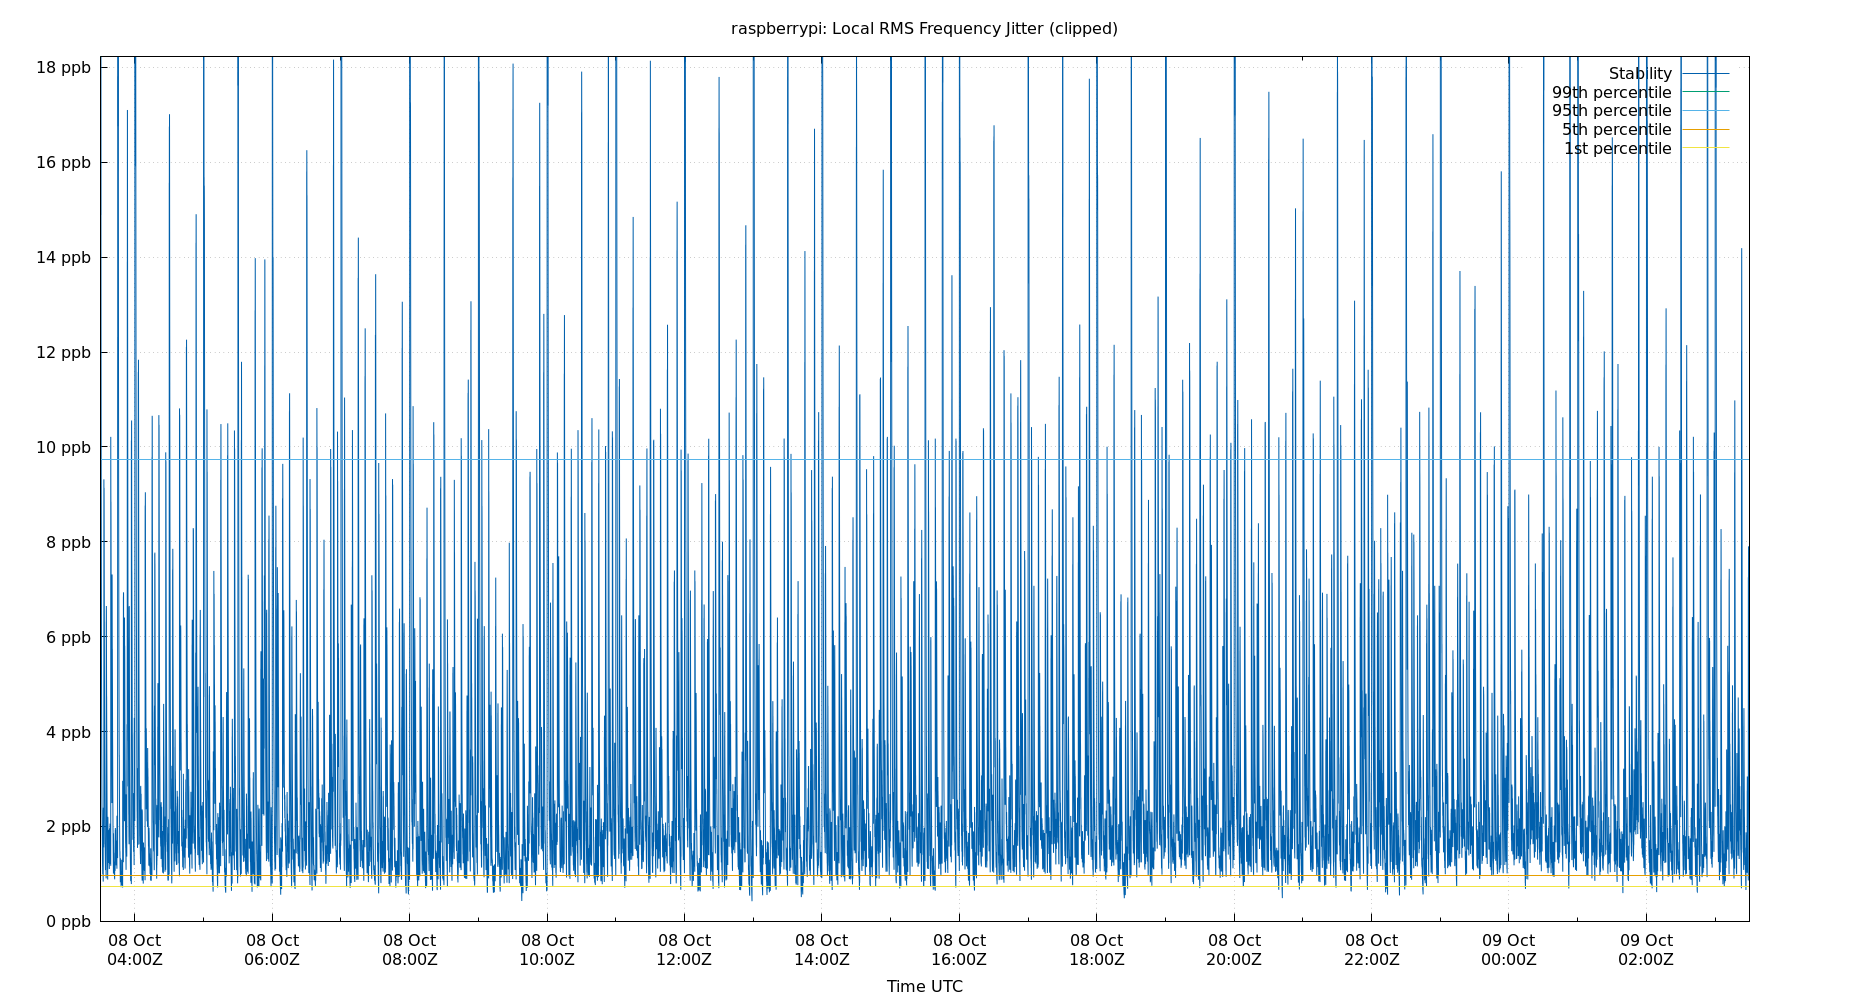 raspberrypi: Local RMS Frequency Jitter (clipped)
18 ppb
16 ppb
14 ppb
12 ppb
10 ppb
8 ppb
6 ppb
4 ppb
2 ppb
0 ppb
Stability
99th percentile
95th percentile
5th percentile
1st percentile
08 Oct 08 Oct 08 Oct 08 Oct 08 Oct 08 Oct 08 Oct 08 Oct 08 Oct 08 Oct 09 Oct 09 Oct
04:00Z 06:00Z 08:00Z 10:00Z 12:00Z 14:00Z 16:00Z 18:00Z 20:00Z 22:00Z 00:00Z 02:00Z
Time UTC